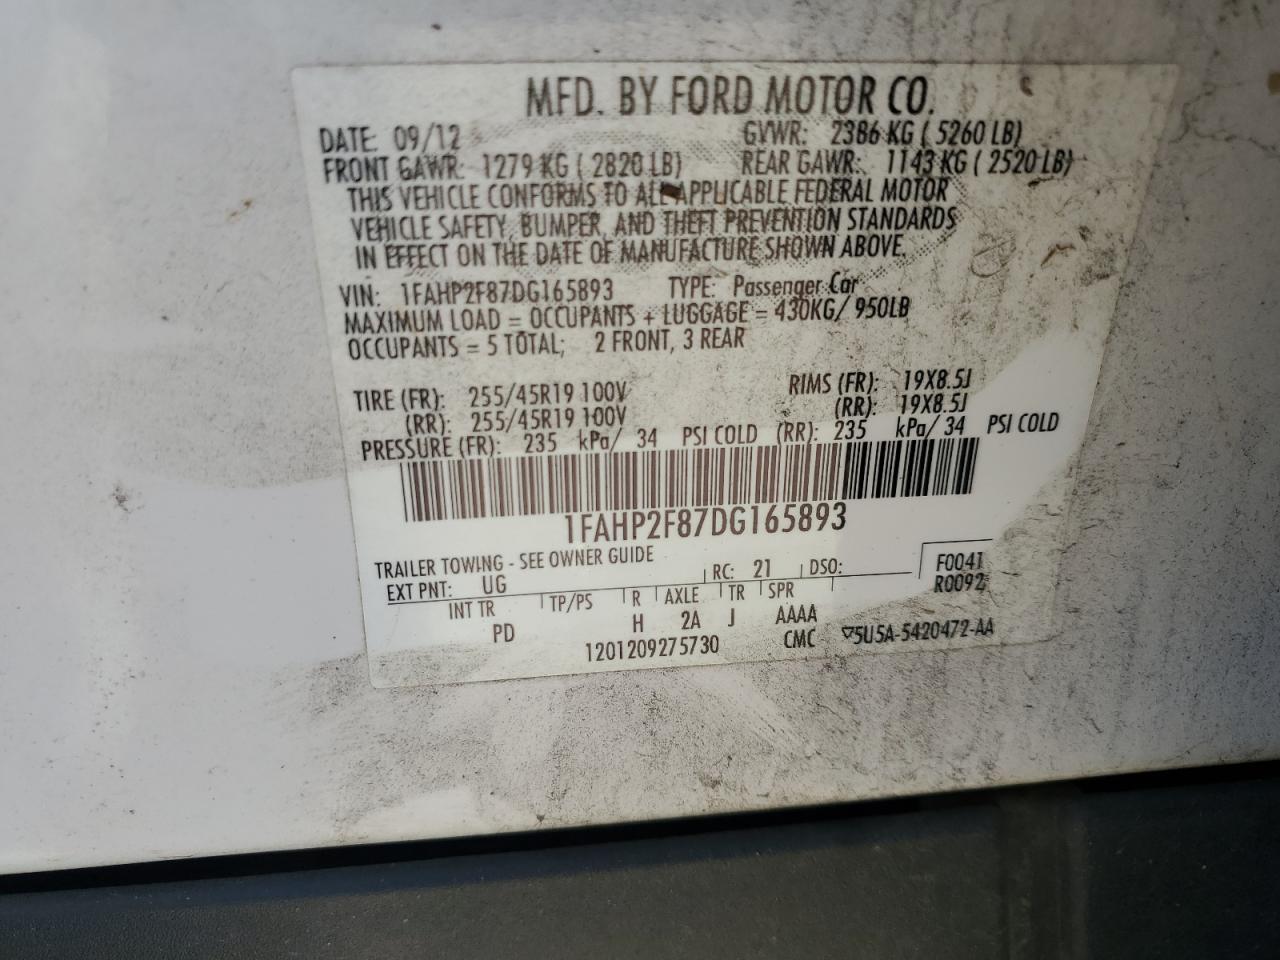 MFD. BY FORD MOTOR CO.
DATE: 09/12 GVWR: 2386 KG ( 5260 LB)
FRONT GAWR: 1279 KG ( 2820 LB) REAR GAWR: 1143 KG ( 2520 LB)
THIS VEHICLE CONFORMS TO ALL APPLICABLE FEDERAL MOTOR
VEHICLE SAFETY, BUMPER, AND THEFT PREVENTION STANDARDS
IN EFFECT ON THE DATE OF MANUFACTURE SHOWN ABOVE.
VIN: 1FAHP2F87DG165893 TYPE: Passenger Car
MAXIMUM LOAD = OCCUPANTS + LUGGAGE = 430KG/ 950LB
OCCUPANTS = 5 TOTAL; 2 FRONT, 3 REAR
TIRE (FR): 255/45R19 100V RIMS (FR): 19X8.5J
(RR): 255/45R19 100V (RR): 19X8.5J
PRESSURE (FR): 235 kPa/ 34 PSI COLD (RR): 235 kPa/ 34 PSI COLD
1FAHP2F87DG165893
TRAILER TOWING - SEE OWNER GUIDE
EXT PNT: UG RC: 21 DSO: F0041
R0092
INT TR TP/PS R AXLE TR SPR
PD H 2A J AAAA
1201209275730 CMC ▽5U5A-5420472-AA